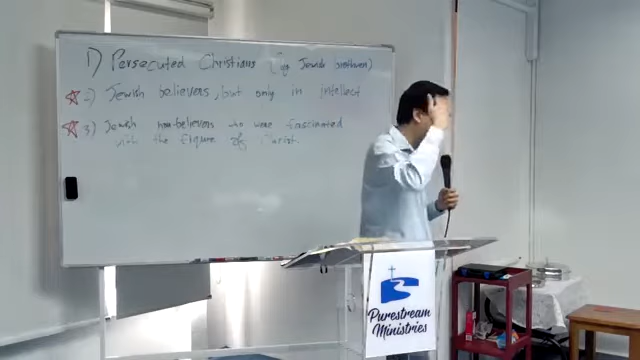 1) Persecuted Christians (by Jewish brethren)
2) Jewish believers, but only in intellect
3) Jewish non-believers who were fascinated
with the figure of Christ.
Purestream
Ministries